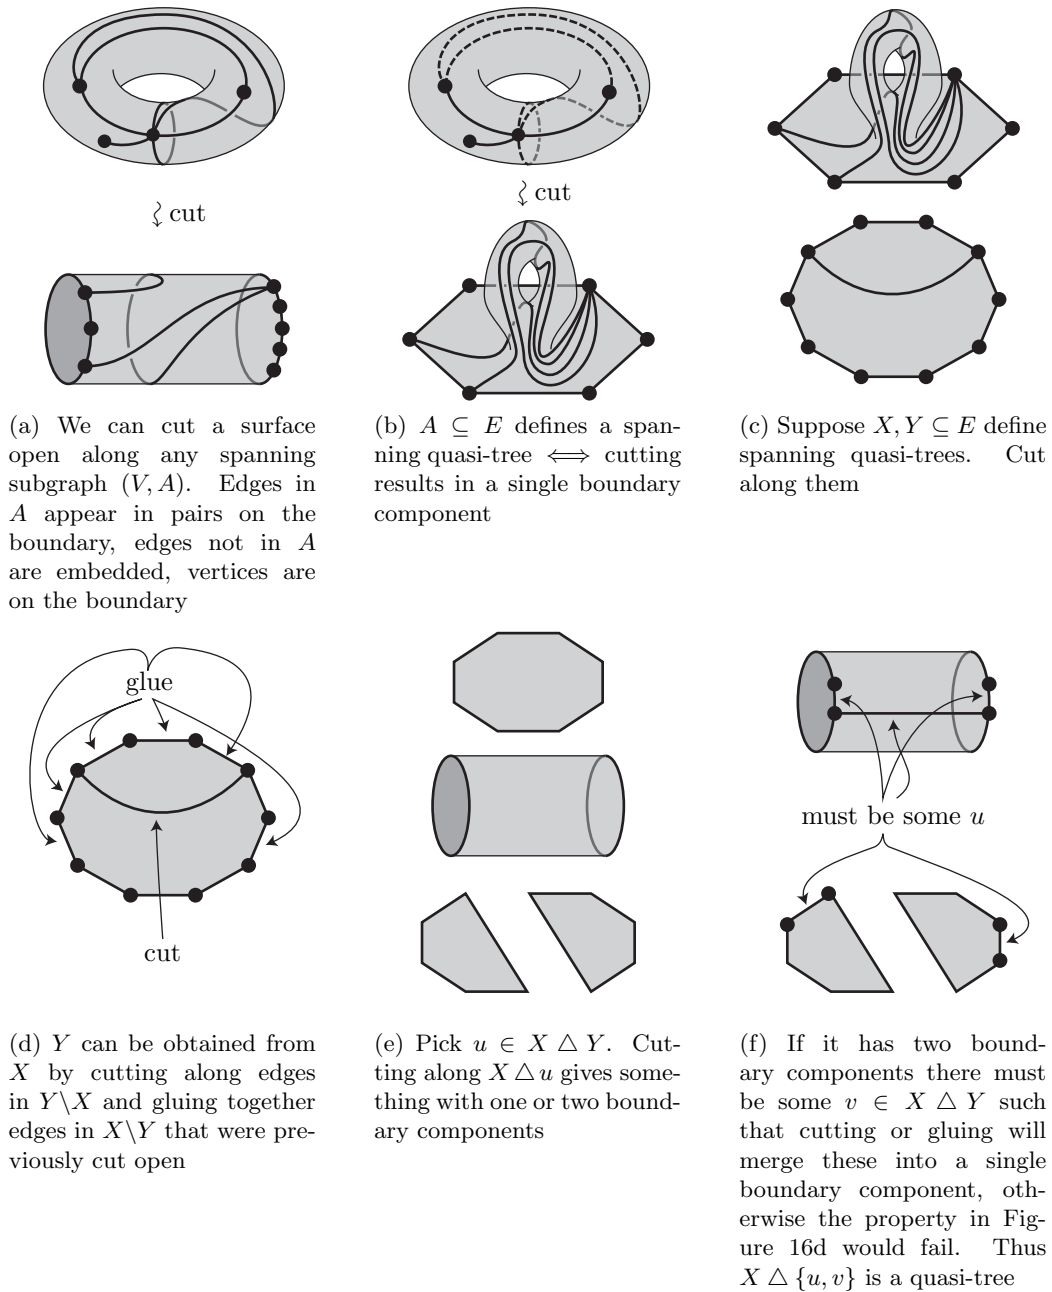 cut
cut
(a) We can cut a surface
open along any spanning
subgraph (V, A). Edges in
A appear in pairs on the
boundary, edges not in A
are embedded, vertices are
on the boundary
(b) A ⊆ E defines a span-
ning quasi-tree ⟺ cutting
results in a single boundary
component
(c) Suppose X, Y ⊆ E define
spanning quasi-trees. Cut
along them
glue
cut
must be some u
(d) Y can be obtained from
X by cutting along edges
in Y\X and gluing together
edges in X\Y that were pre-
viously cut open
(e) Pick u ∈ X △ Y. Cut-
ting along X △ u gives some-
thing with one or two bound-
ary components
(f) If it has two bound-
ary components there must
be some v ∈ X △ Y such
that cutting or gluing will
merge these into a single
boundary component, oth-
erwise the property in Fig-
ure 16d would fail. Thus
X △ {u, v} is a quasi-tree